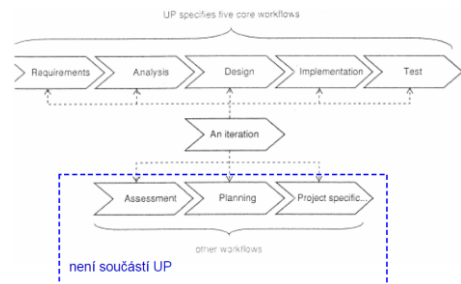 UP specifies five core workflows
Requirements Analysis Design Implementation Test
An iteration
Assessment Planning Project specific...
other workflows
není součástí UP